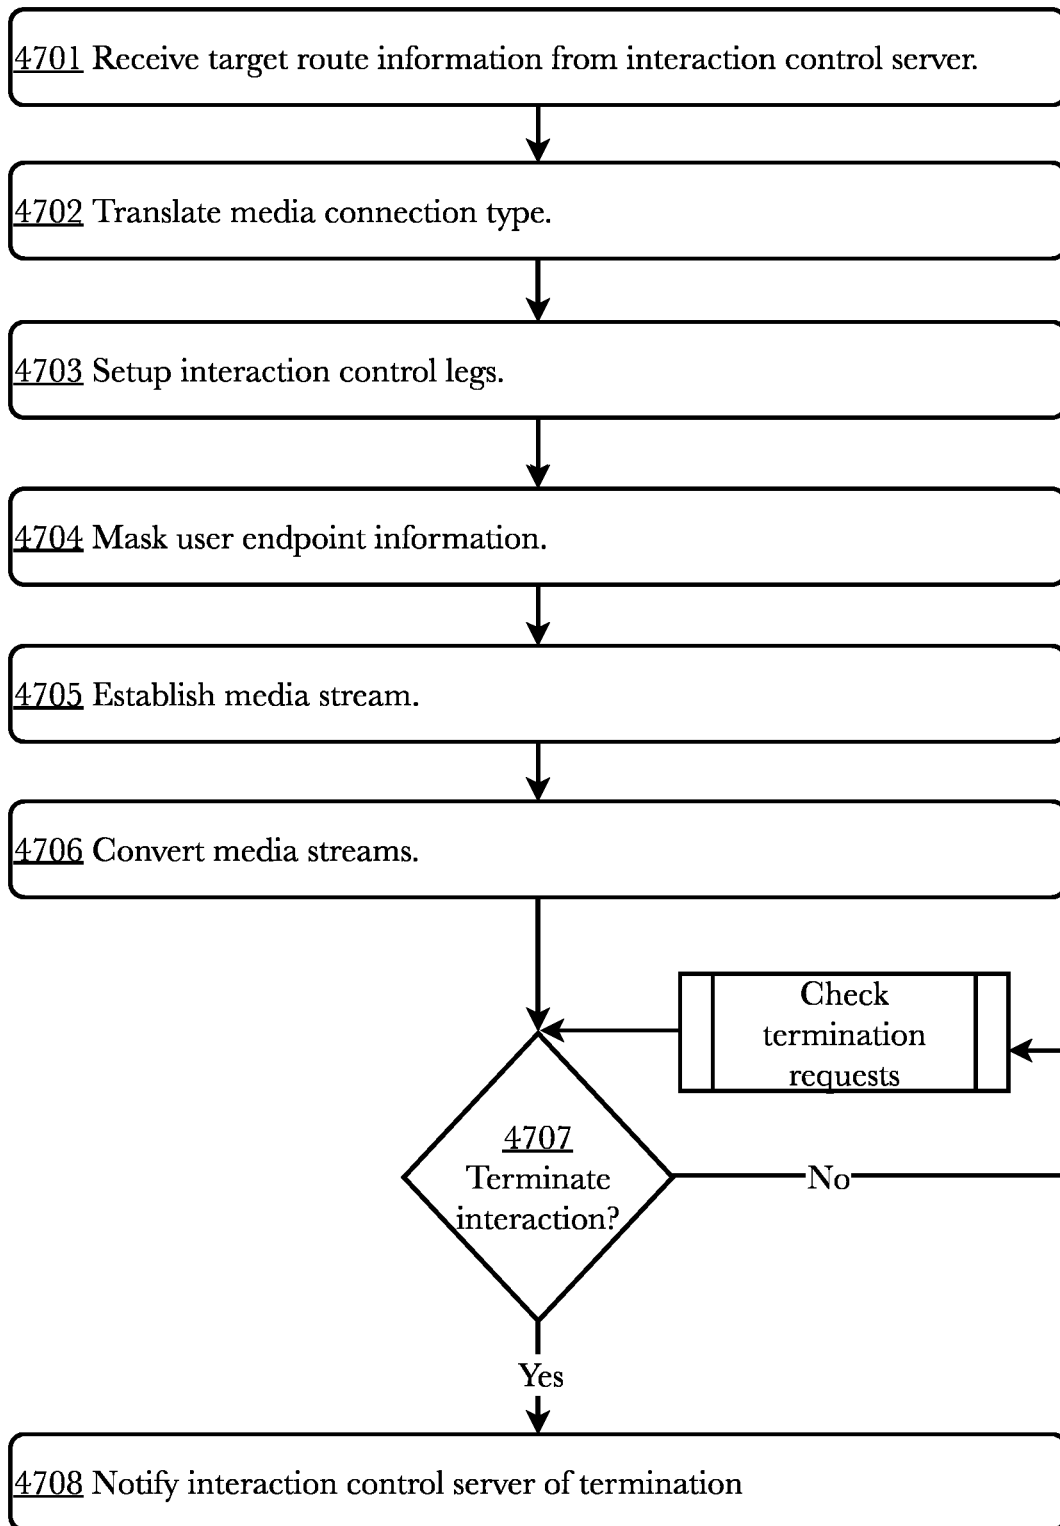 4701 Receive target route information from interaction control server.
4702 Translate media connection type.
4703 Setup interaction control legs.
4704 Mask user endpoint information.
4705 Establish media stream.
4706 Convert media streams.
Check
termination
requests
4707
Terminate
interaction?
No
Yes
4708 Notify interaction control server of termination